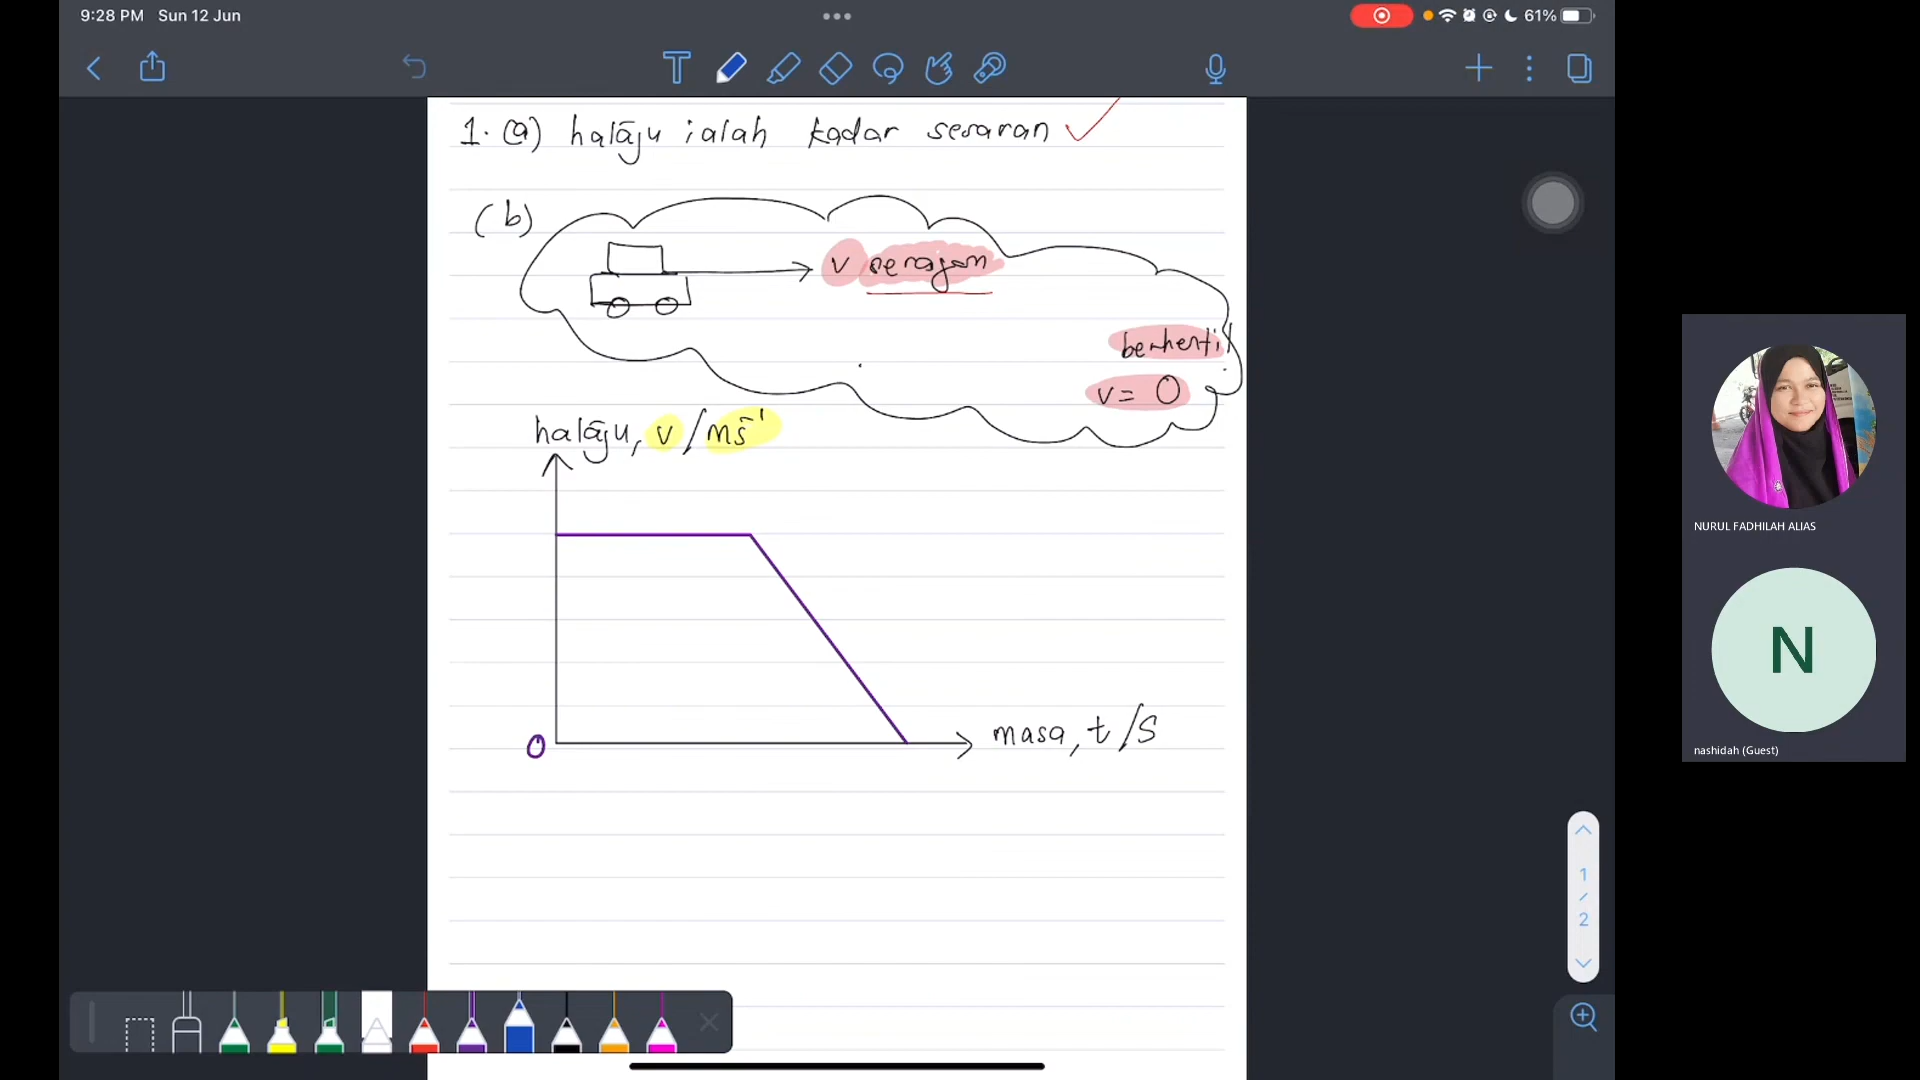 9:28 PM Sun 12 Jun
61%
1. (a) halaju ialah kadar sesaran
(b)
v seragam
berhenti
v = 0
halaju, v / ms⁻¹
0
masa, t / s
NURUL FADHILAH ALIAS
N
nashidah (Guest)
1
/
2